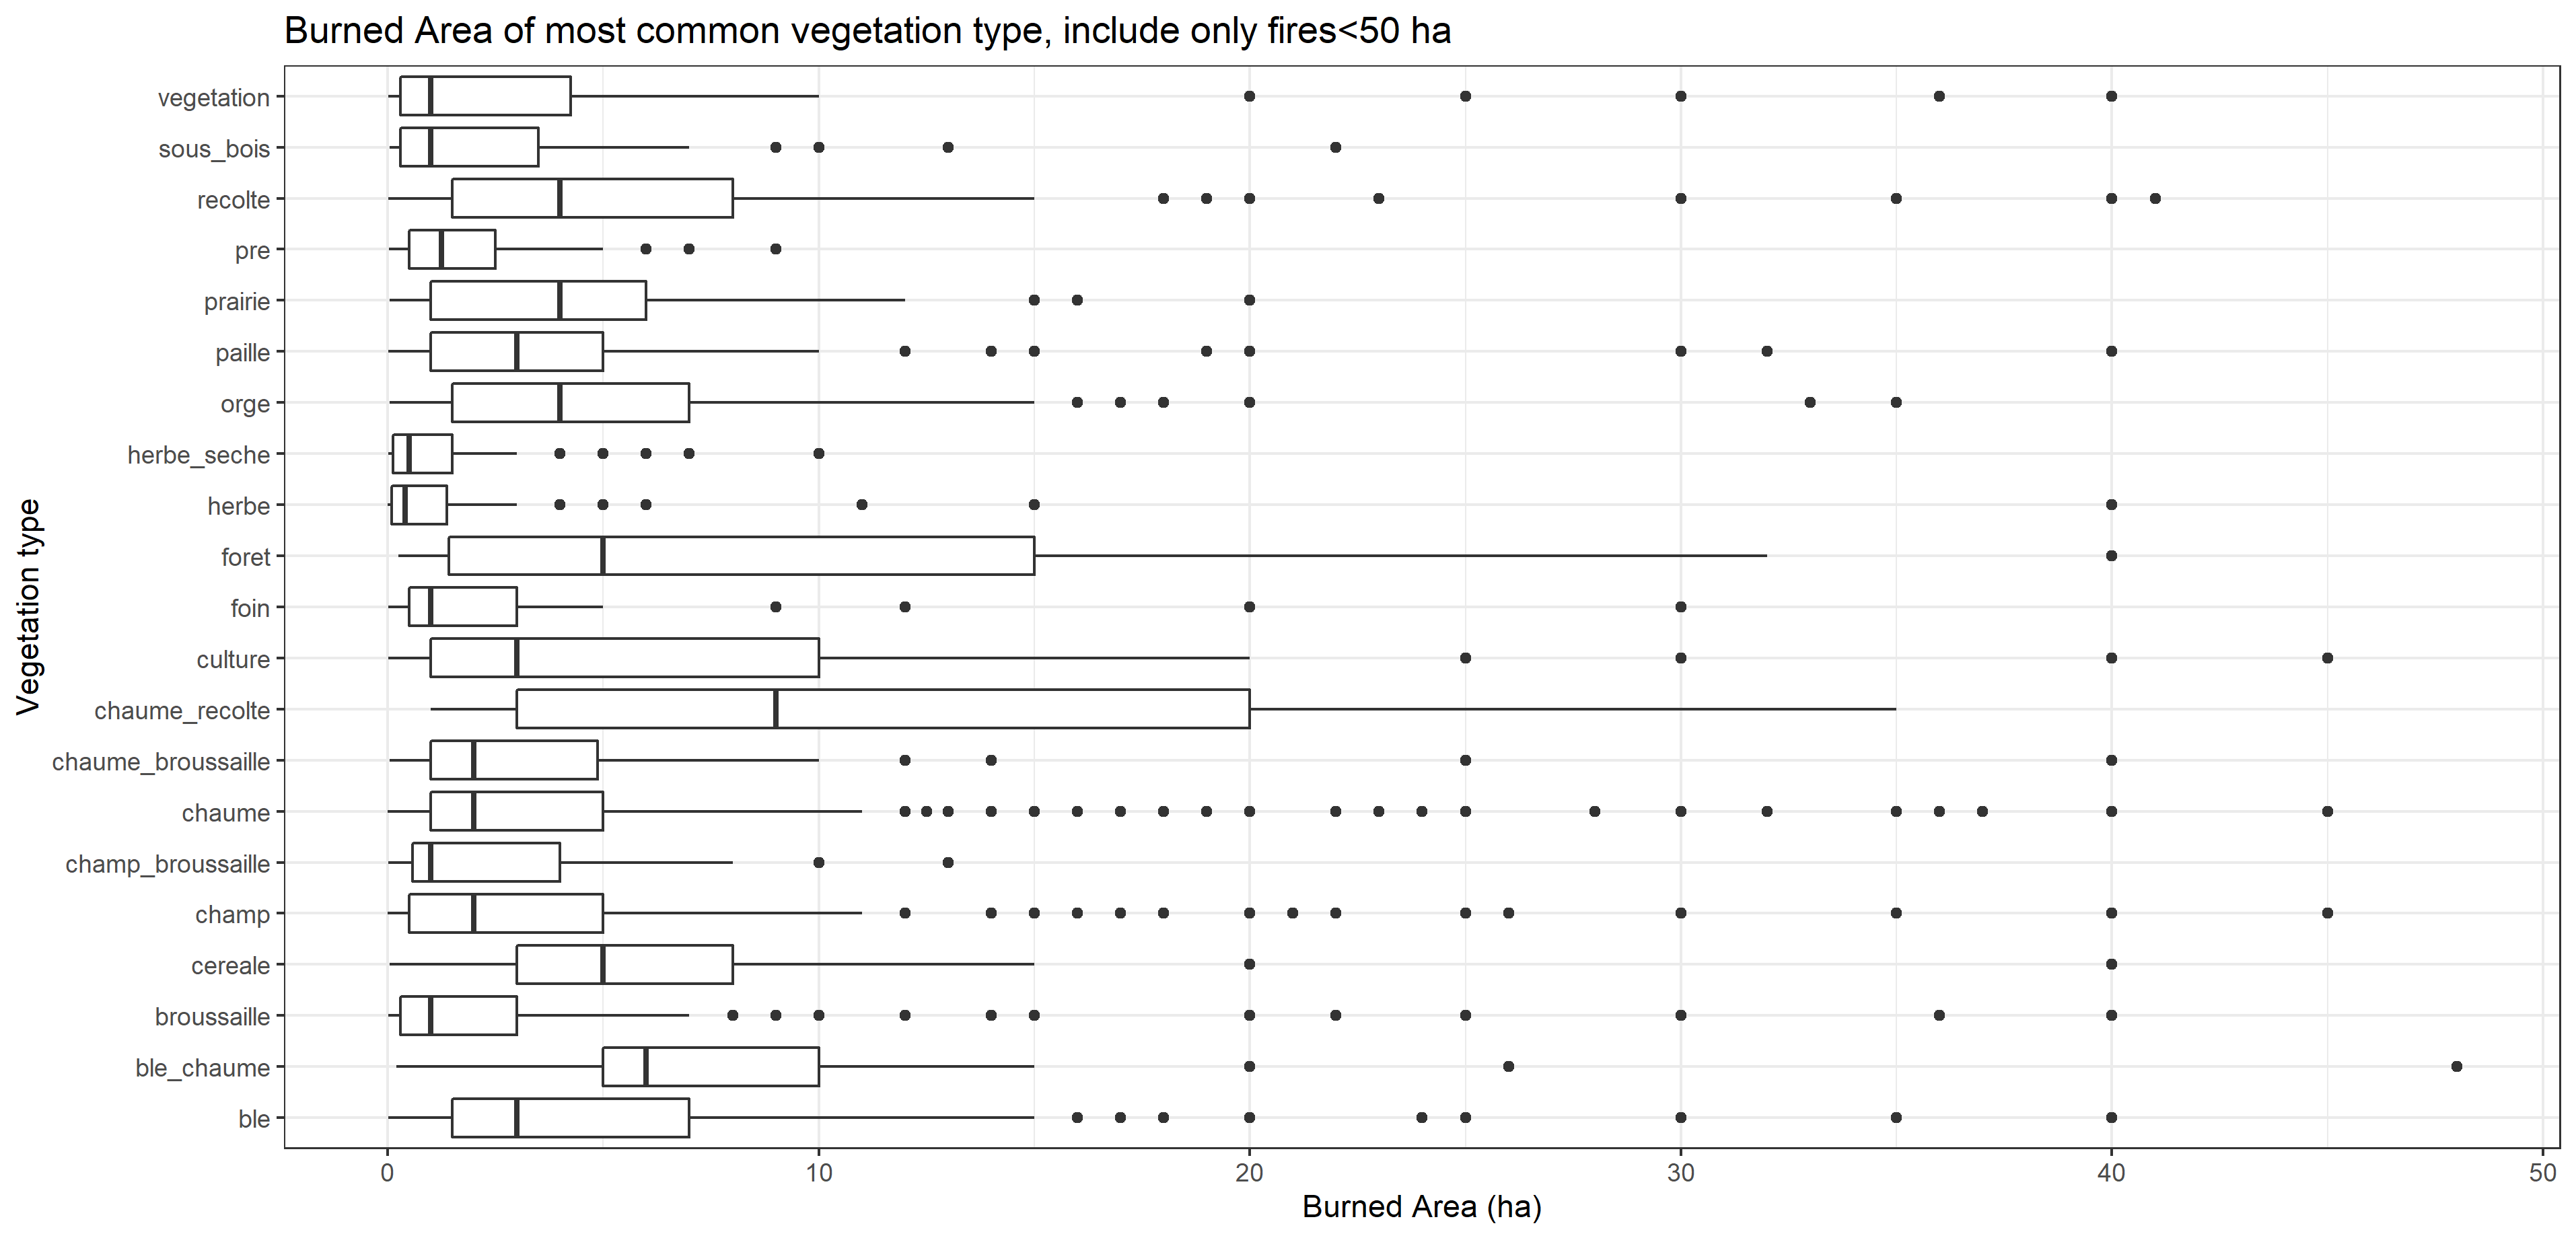 Burned Area of most common vegetation type, include only fires<50 ha
vegetation
sous_bois
recolte
pre
prairie
paille
orge
herbe_seche
herbe
foret
foin
culture
chaume_recolte
chaume_broussaille
chaume
champ_broussaille
champ
cereale
broussaille
ble_chaume
ble
Vegetation type
0 10 20 30 40 50
Burned Area (ha)